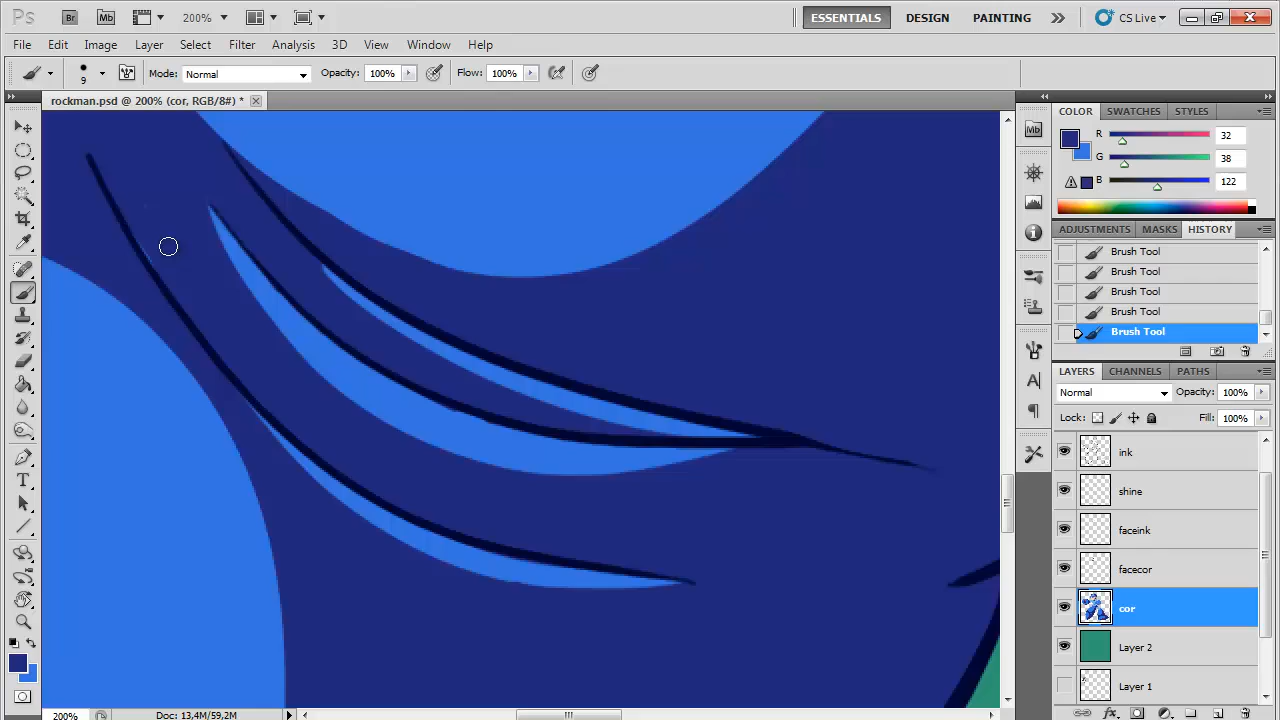 Ps Br Mb 200% ESSENTIALS DESIGN PAINTING CS Live
File Edit Image Layer Select Filter Analysis 3D View Window Help
9 Mode: Normal Opacity: 100% Flow: 100%
rockman.psd @ 200% (cor, RGB/8#) *
COLOR SWATCHES STYLES
Mb
R 32
G 38
B 122
ADJUSTMENTS MASKS HISTORY
Brush Tool
Brush Tool
Brush Tool
Brush Tool
Brush Tool
LAYERS CHANNELS PATHS
Normal Opacity: 100%
Lock: Fill: 100%
ink
shine
faceink
facecor
cor
Layer 2
Layer 1
200% Doc: 13,4M/59,2M